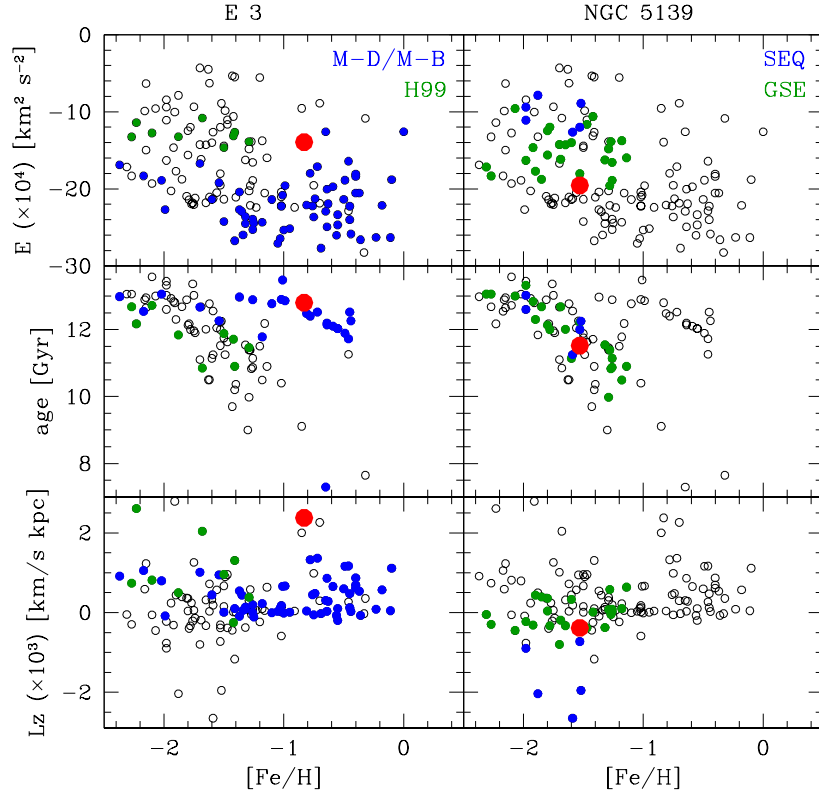 E 3
NGC 5139
0
−10
−20
−30
E (×10⁴) [km² s⁻²]
M−D/M−B
H99
SEQ
GSE
12
10
8
age [Gyr]
2
0
−2
Lz (×10³) [km/s kpc]
−2
−1
0
−2
−1
0
[Fe/H]
[Fe/H]